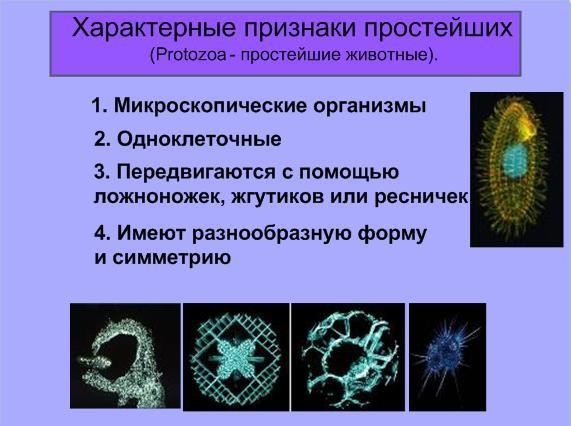 Характерные признаки простейших
(Protozoa - простейшие животные).
1. Микроскопические организмы
2. Одноклеточные
3. Передвигаются с помощью
ложноножек, жгутиков или ресничек
4. Имеют разнообразную форму
и симметрию